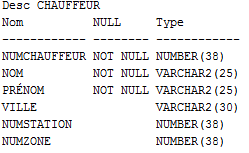 Desc CHAUFFEUR
Nom          NULL     Type
------------ -------- ------------
NUMCHAUFFEUR NOT NULL NUMBER(38)
NOM          NOT NULL VARCHAR2(25)
PRÉNOM       NOT NULL VARCHAR2(25)
VILLE                 VARCHAR2(30)
NUMSTATION            NUMBER(38)
NUMZONE               NUMBER(38)